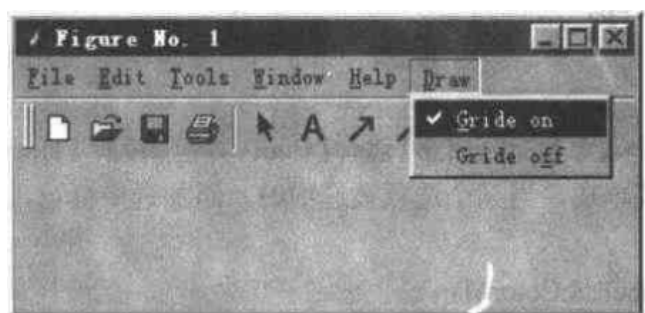 Figure No. 1
File Edit Tools Window Help Draw
A
✓ Gride on
Gride off